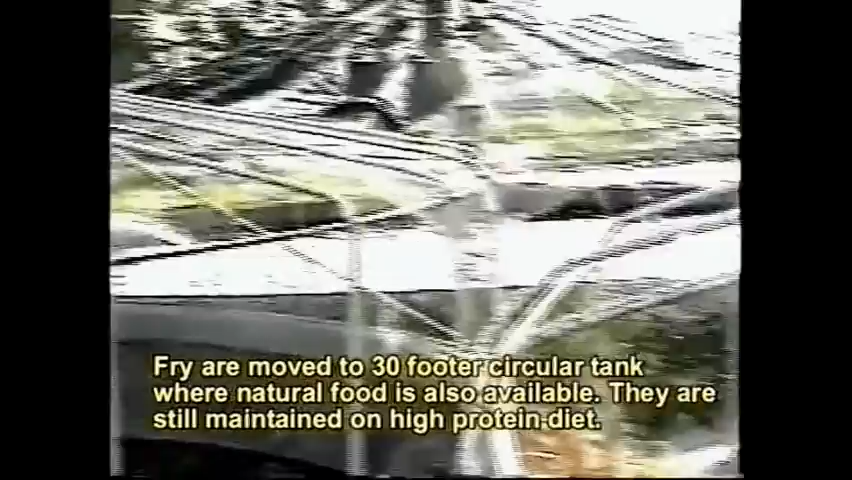 Fry are moved to 30 footer circular tank
where natural food is also available. They are
still maintained on high protein diet.